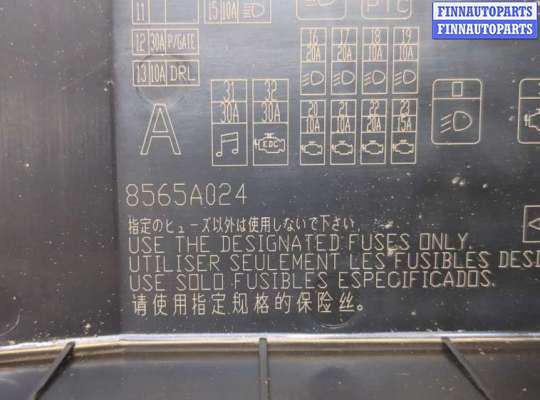 FINNAUTOPARTS
FINNAUTOPARTS
11 15 10A PTC
12 30A P/GATE 16 17 18 19
20A 20A 10A 10A
13 10A DRL
31 32
30A 30A 20 21 22 23
10A 10A 20A 15A
A EDC
8565A024
指定のヒューズ以外は使用しないで下さい。
USE THE DESIGNATED FUSES ONLY.
UTILISER SEULEMENT LES FUSIBLES DESI
USE SOLO FUSIBLES ESPECIFICADOS.
请使用指定规格的保险丝。